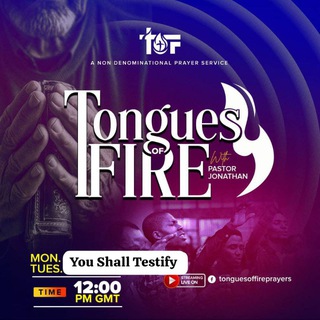 TOF
A NON DENOMINATIONAL PRAYER SERVICE
Tongues
OF
FIRE
With
PASTOR
JONATHAN
MON.
TUES.
You Shall Testify
TIME
12:00
PM GMT
STREAMING
LIVE ON
tonguesoffireprayers